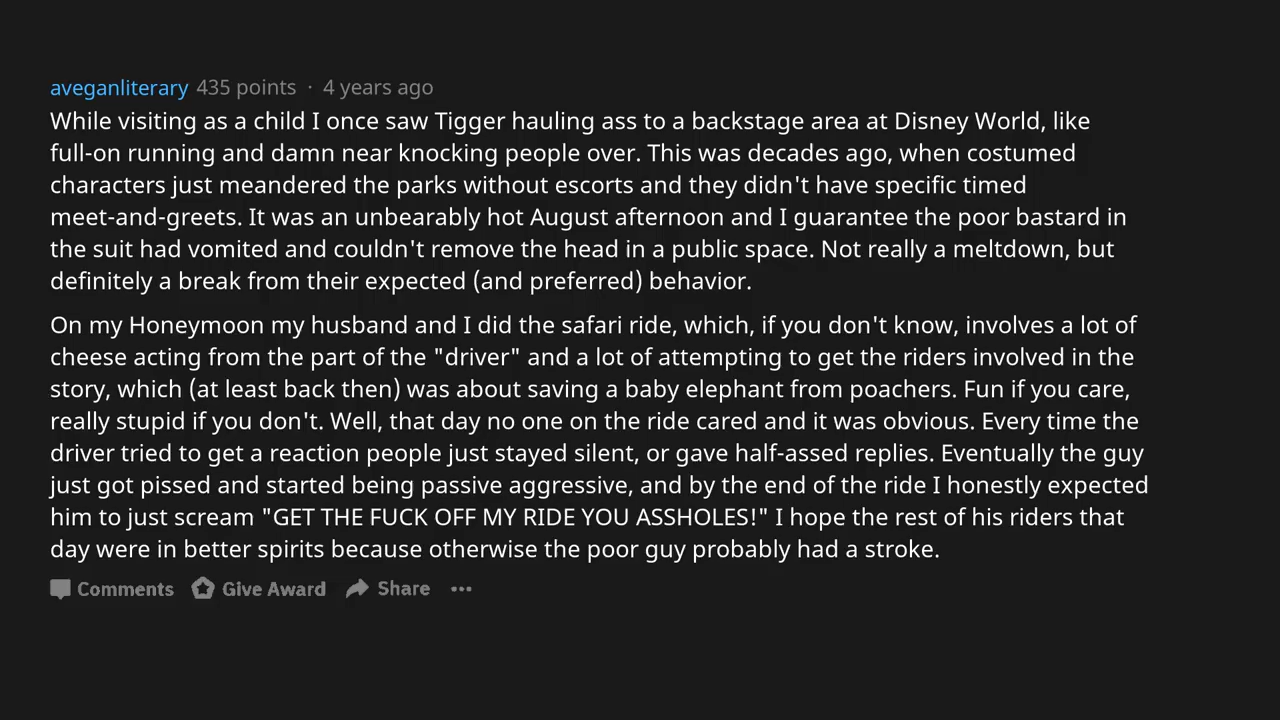 aveganliterary 435 points · 4 years ago
While visiting as a child I once saw Tigger hauling ass to a backstage area at Disney World, like
full-on running and damn near knocking people over. This was decades ago, when costumed
characters just meandered the parks without escorts and they didn't have specific timed
meet-and-greets. It was an unbearably hot August afternoon and I guarantee the poor bastard in
the suit had vomited and couldn't remove the head in a public space. Not really a meltdown, but
definitely a break from their expected (and preferred) behavior.
On my Honeymoon my husband and I did the safari ride, which, if you don't know, involves a lot of
cheese acting from the part of the "driver" and a lot of attempting to get the riders involved in the
story, which (at least back then) was about saving a baby elephant from poachers. Fun if you care,
really stupid if you don't. Well, that day no one on the ride cared and it was obvious. Every time the
driver tried to get a reaction people just stayed silent, or gave half-assed replies. Eventually the guy
just got pissed and started being passive aggressive, and by the end of the ride I honestly expected
him to just scream "GET THE FUCK OFF MY RIDE YOU ASSHOLES!" I hope the rest of his riders that
day were in better spirits because otherwise the poor guy probably had a stroke.
Comments Give Award Share ···